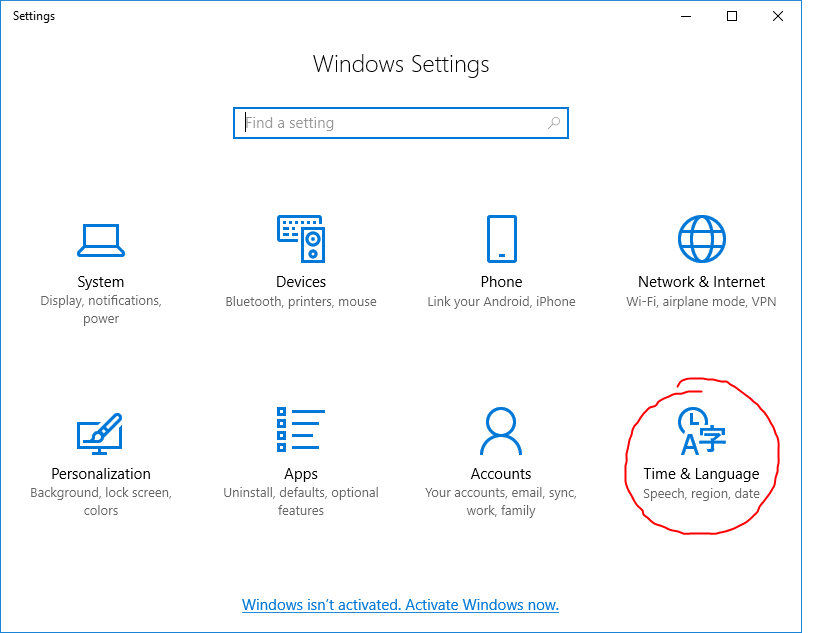 Settings
Windows Settings
Find a setting
System
Display, notifications,
power
Devices
Bluetooth, printers, mouse
Phone
Link your Android, iPhone
Network & Internet
Wi-Fi, airplane mode, VPN
A字
Personalization
Background, lock screen,
colors
Apps
Uninstall, defaults, optional
features
Accounts
Your accounts, email, sync,
work, family
Time & Language
Speech, region, date
Windows isn't activated. Activate Windows now.